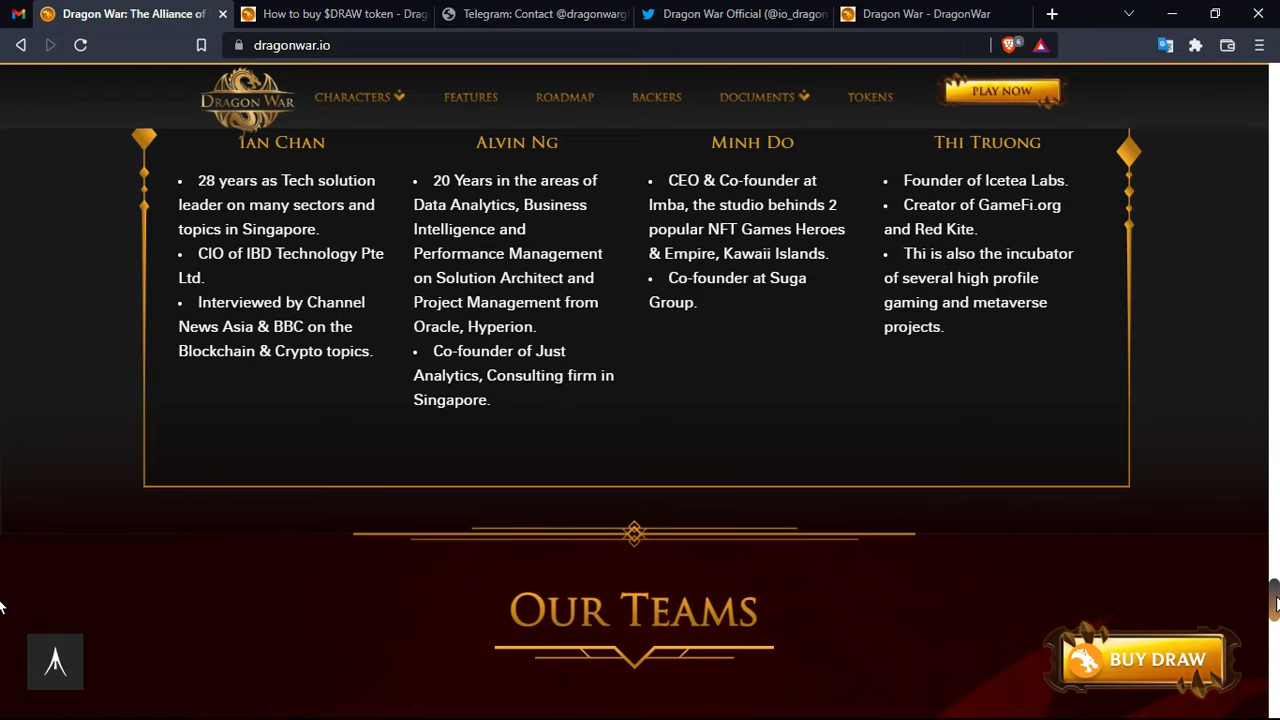 Dragon War: The Alliance of
How to buy $DRAW token - Drag
Telegram: Contact @dragonwarg
Dragon War Official (@io_dragon
Dragon War - DragonWar
dragonwar.io
6
DRAGON WAR
CHARACTERS
FEATURES
ROADMAP
BACKERS
DOCUMENTS
TOKENS
PLAY NOW
IAN CHAN
• 28 years as Tech solution
leader on many sectors and
topics in Singapore.
• CIO of IBD Technology Pte
Ltd.
• Interviewed by Channel
News Asia & BBC on the
Blockchain & Crypto topics.
ALVIN NG
• 20 Years in the areas of
Data Analytics, Business
Intelligence and
Performance Management
on Solution Architect and
Project Management from
Oracle, Hyperion.
• Co-founder of Just
Analytics, Consulting firm in
Singapore.
MINH DO
• CEO & Co-founder at
Imba, the studio behinds 2
popular NFT Games Heroes
& Empire, Kawaii Islands.
• Co-founder at Suga
Group.
THI TRUONG
• Founder of Icetea Labs.
• Creator of GameFi.org
and Red Kite.
• Thi is also the incubator
of several high profile
gaming and metaverse
projects.
OUR TEAMS
BUY DRAW